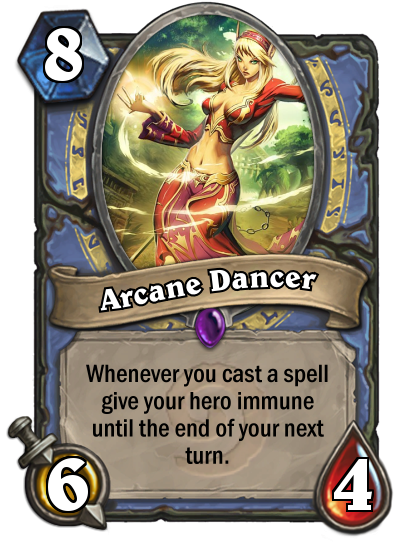 8
Arcane Dancer
Whenever you cast a spell
give your hero immune
until the end of your next
turn.
6
4